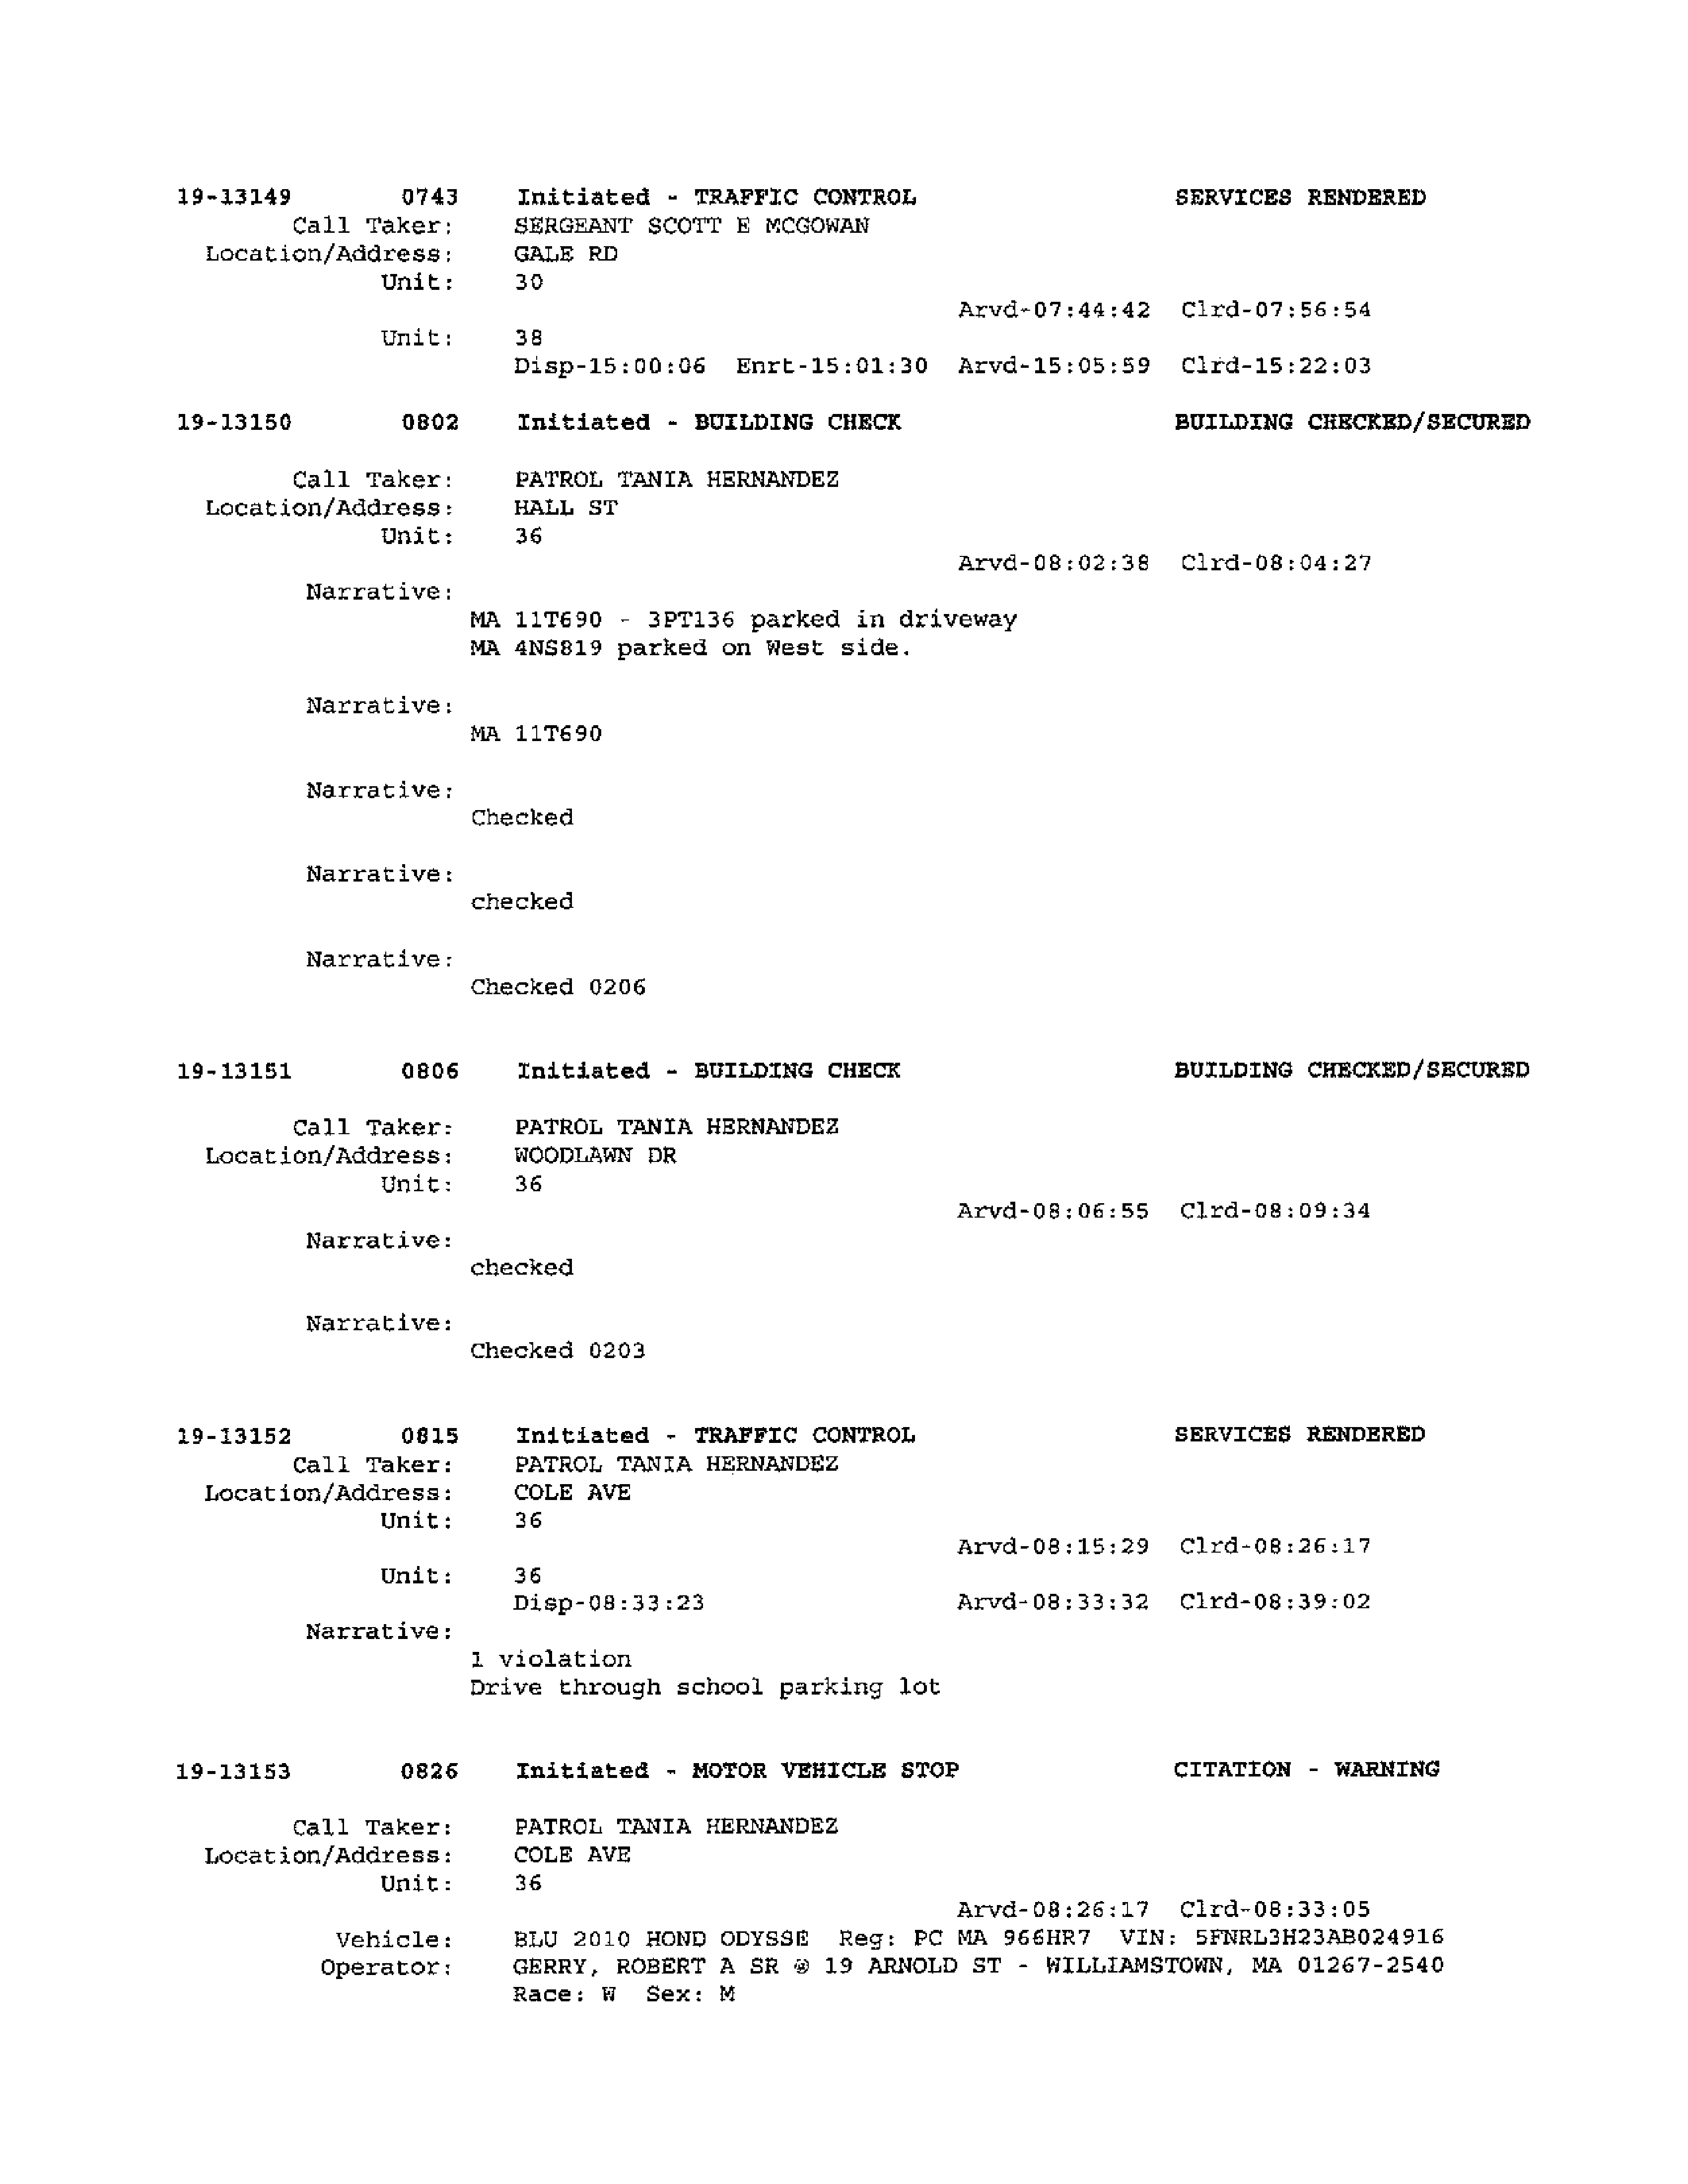 19-13149 0743 Initiated - TRAFFIC CONTROL SERVICES RENDERED
Call Taker: SERGEANT SCOTT E MCGOWAN
Location/Address: GALE RD
Unit: 30
Arvd-07:44:42 Clrd-07:56:54
Unit: 38
Disp-15:00:06 Enrt-15:01:30 Arvd-15:05:59 Clrd-15:22:03
19-13150 0802 Initiated - BUILDING CHECK BUILDING CHECKED/SECURED
Call Taker: PATROL TANIA HERNANDEZ
Location/Address: HALL ST
Unit: 36
Arvd-08:02:38 Clrd-08:04:27
Narrative:
MA 11T690 - 3PT136 parked in driveway
MA 4NS819 parked on West side.
Narrative:
MA 11T690
Narrative:
Checked
Narrative:
checked
Narrative:
Checked 0206
19-13151 0806 Initiated - BUILDING CHECK BUILDING CHECKED/SECURED
Call Taker: PATROL TANIA HERNANDEZ
Location/Address: WOODLAWN DR
Unit: 36
Arvd-08:06:55 Clrd-08:09:34
Narrative:
checked
Narrative:
Checked 0203
19-13152 0815 Initiated - TRAFFIC CONTROL SERVICES RENDERED
Call Taker: PATROL TANIA HERNANDEZ
Location/Address: COLE AVE
Unit: 36
Arvd-08:15:29 Clrd-08:26:17
Unit: 36
Disp-08:33:23 Arvd-08:33:32 Clrd-08:39:02
Narrative:
1 violation
Drive through school parking lot
19-13153 0826 Initiated - MOTOR VEHICLE STOP CITATION - WARNING
Call Taker: PATROL TANIA HERNANDEZ
Location/Address: COLE AVE
Unit: 36
Arvd-08:26:17 Clrd-08:33:05
Vehicle: BLU 2010 HOND ODYSSE Reg: PC MA 966HR7 VIN: 5FNRL3H23AB024916
Operator: GERRY, ROBERT A SR @ 19 ARNOLD ST - WILLIAMSTOWN, MA 01267-2540
Race: W Sex: M